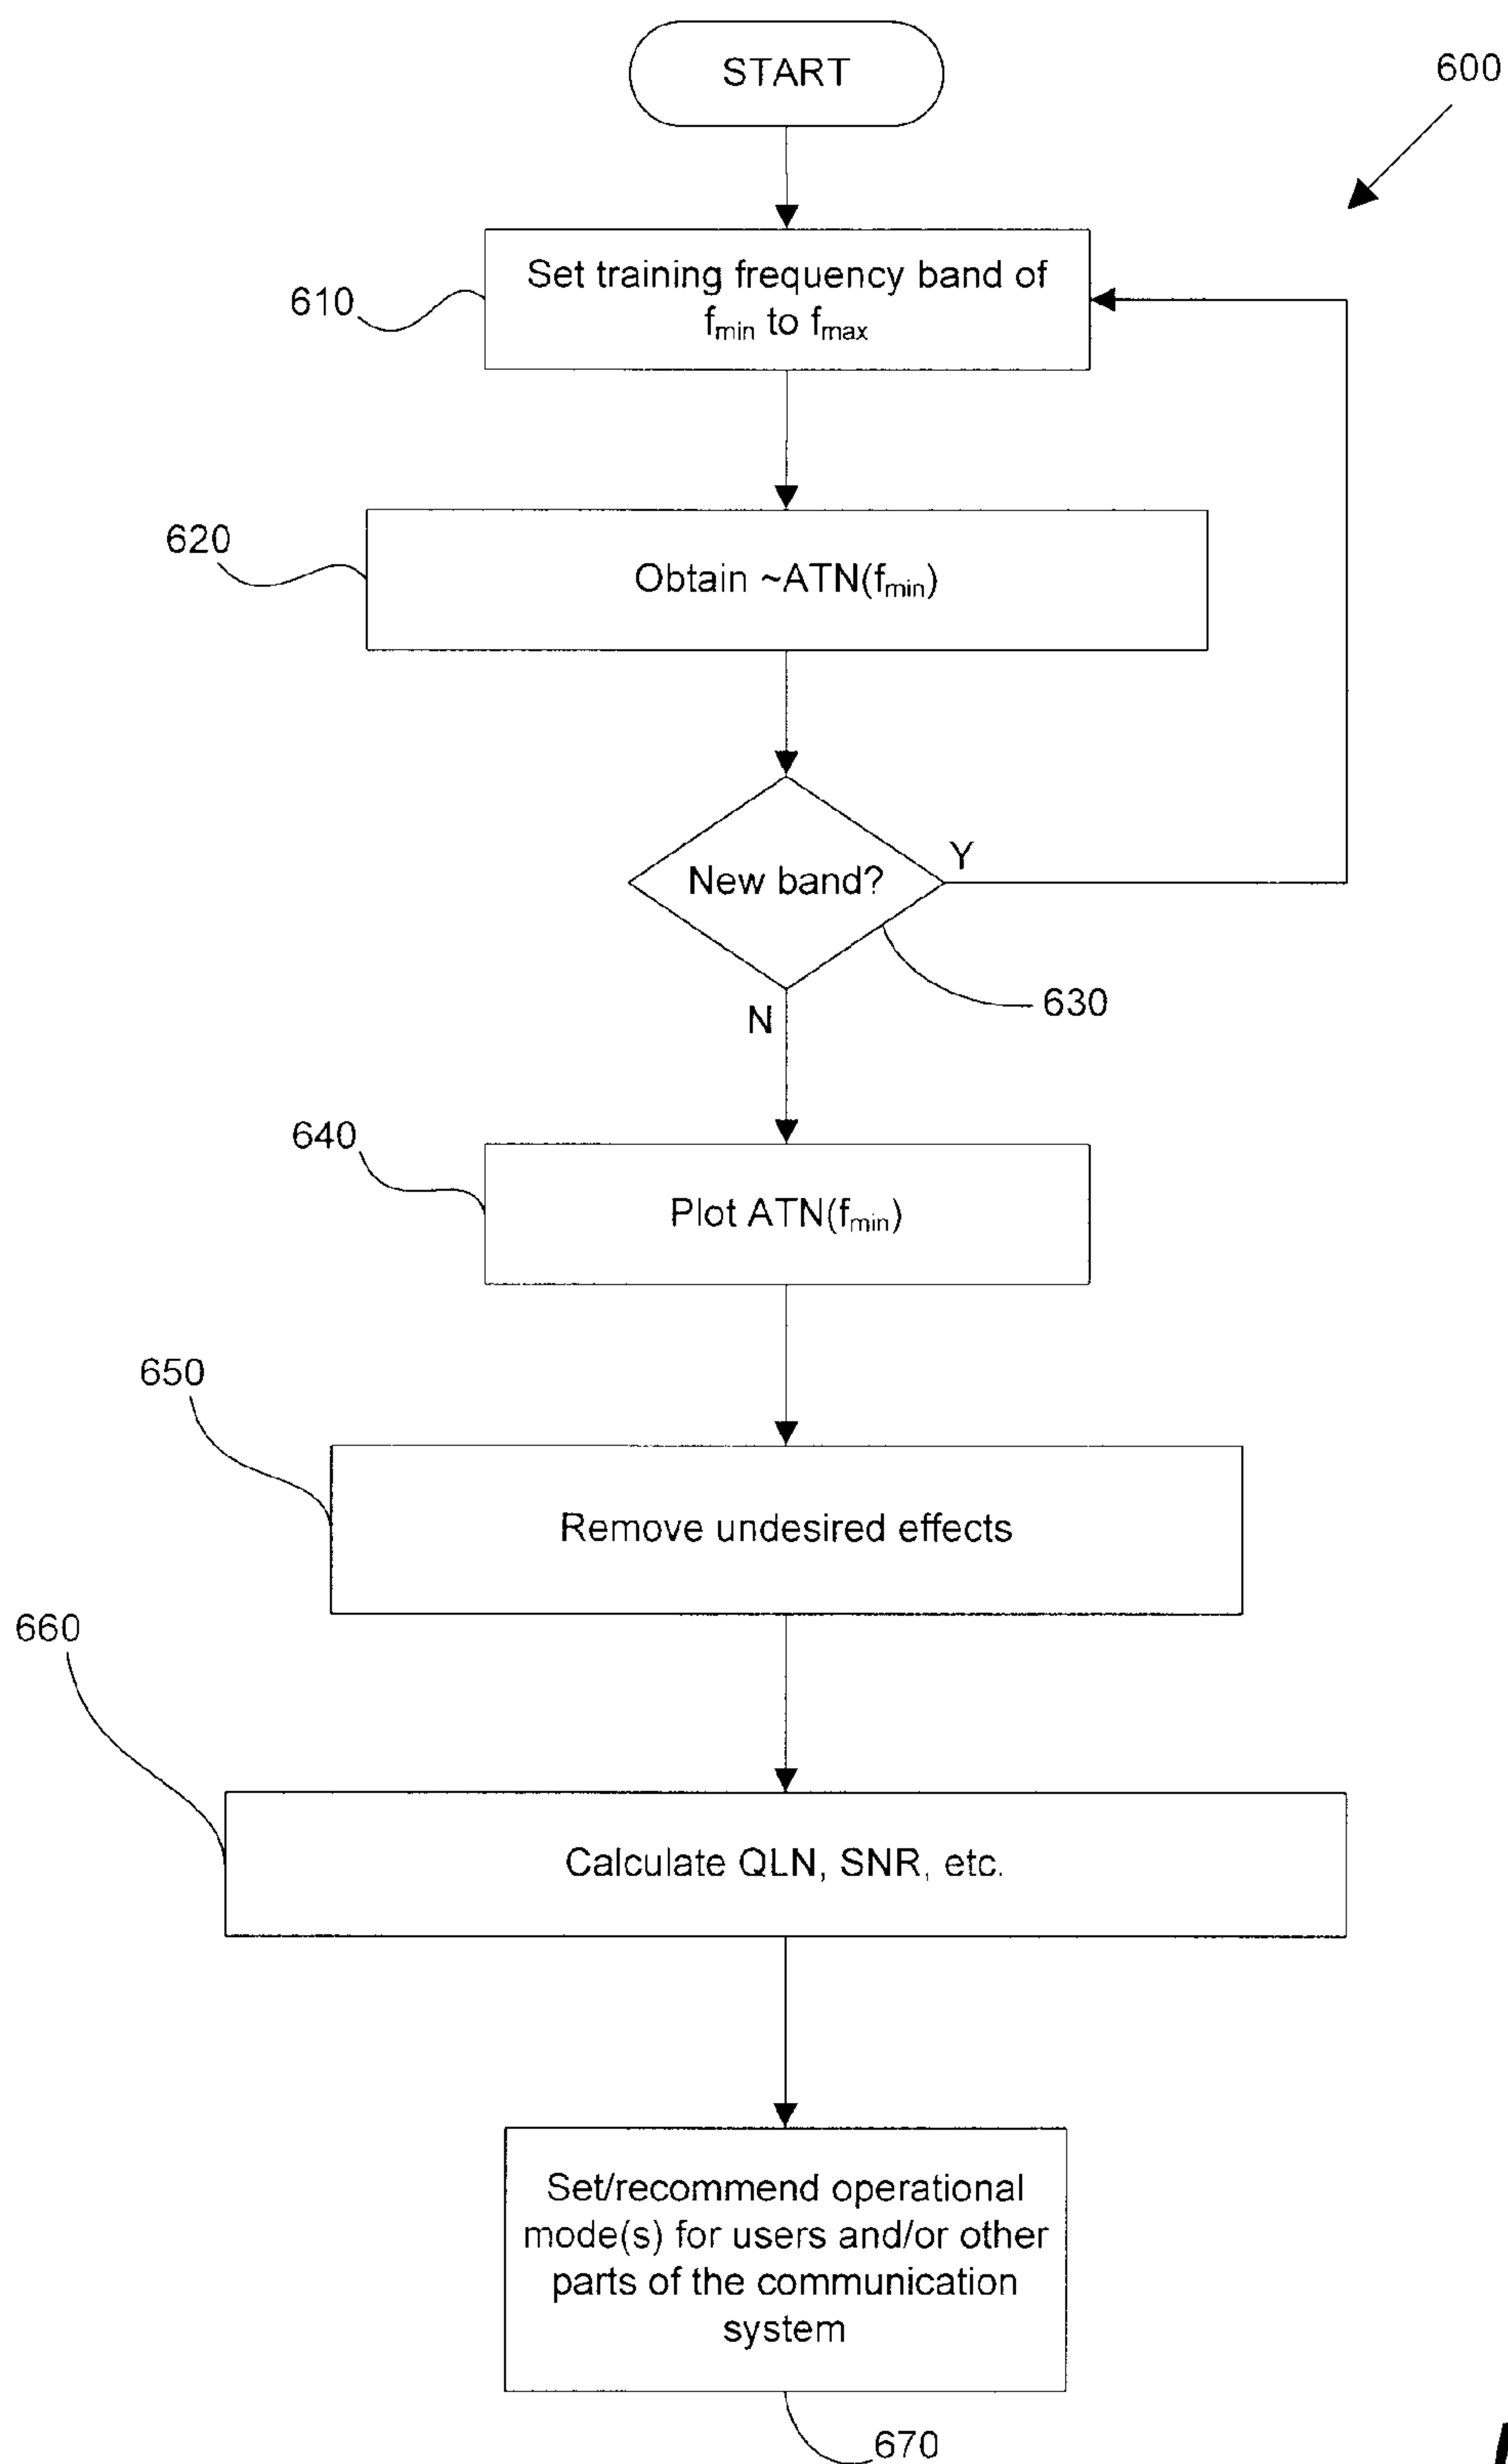 START
600
Set training frequency band of
610
fmin to fmax
620
Obtain ~ATN(fmin)
Y
New band?
630
N
640
Plot ATN(fmin)
650
Remove undesired effects
660
Calculate QLN, SNR, etc.
Set/recommend operational
mode(s) for users and/or other
parts of the communication
system
670